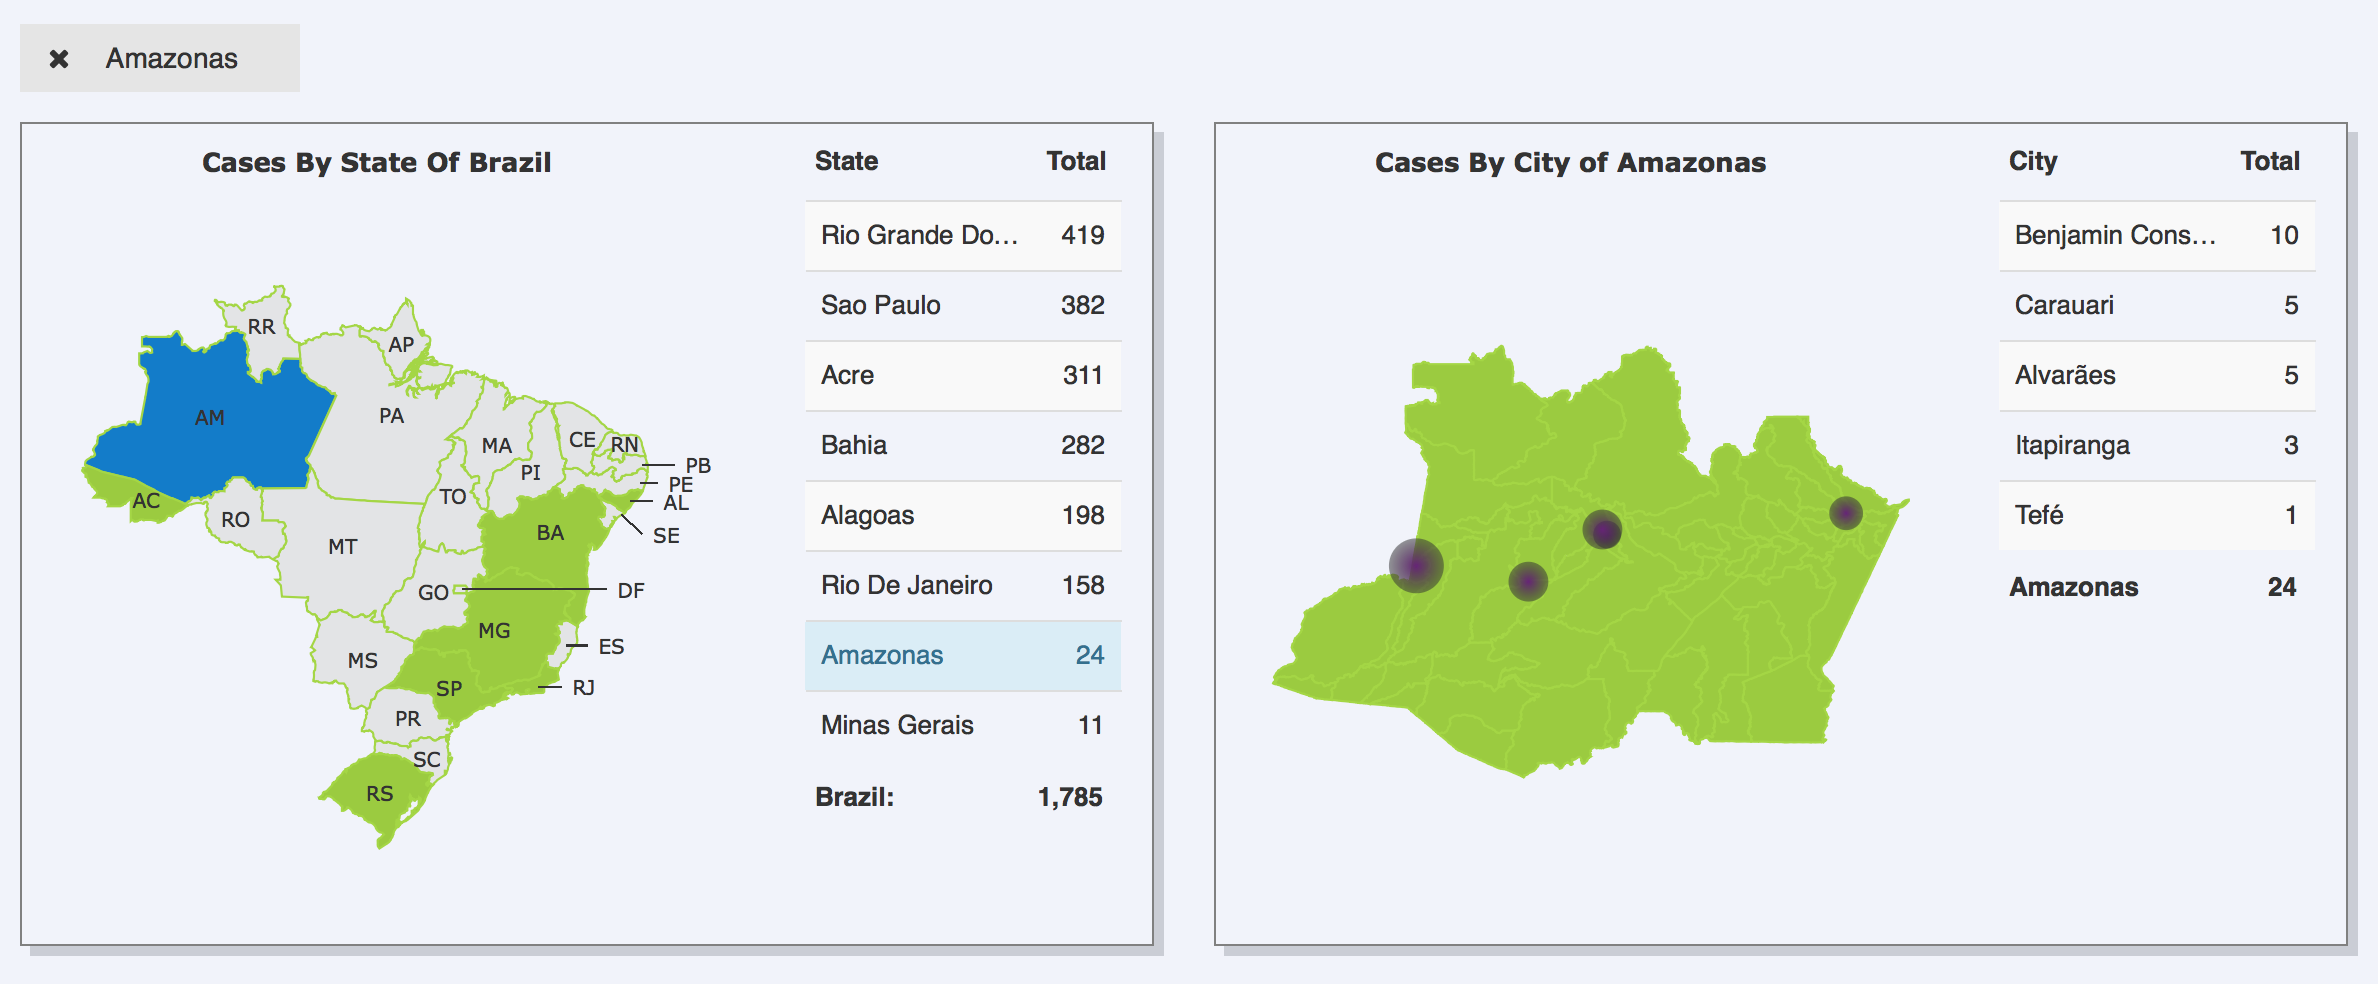 ✖ Amazonas
Cases By State Of Brazil
RR
AP
AM
PA
MA
CE
RN
PB
PI
PE
AL
TO
AC
RO
BA
SE
MT
GO
DF
MG
ES
MS
SP
RJ
PR
SC
RS
State Total
Rio Grande Do... 419
Sao Paulo 382
Acre 311
Bahia 282
Alagoas 198
Rio De Janeiro 158
Amazonas 24
Minas Gerais 11
Brazil: 1,785
Cases By City of Amazonas
City Total
Benjamin Cons... 10
Carauari 5
Alvarães 5
Itapiranga 3
Tefé 1
Amazonas 24